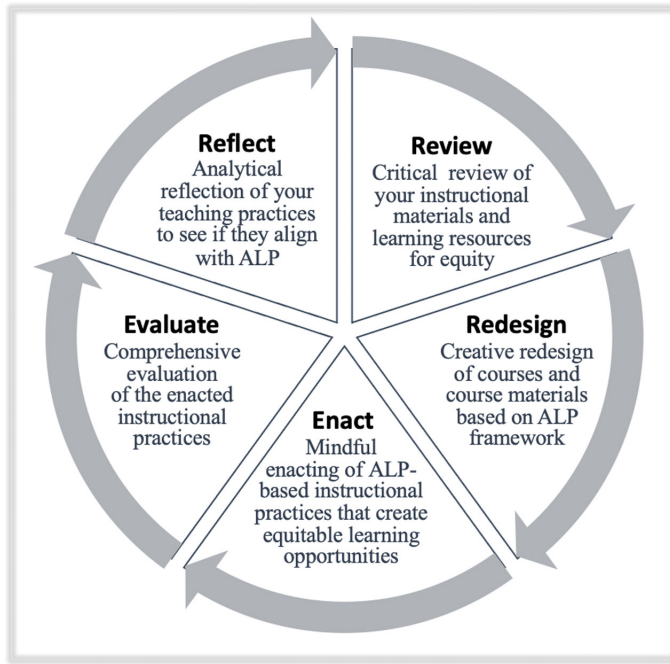 Reflect
Analytical
reflection of your
teaching practices
to see if they align
with ALP
Review
Critical review of
your instructional
materials and
learning resources
for equity
Redesign
Creative redesign
of courses and
course materials
based on ALP
framework
Enact
Mindful
enacting of ALP-
based instructional
practices that create
equitable learning
opportunities
Evaluate
Comprehensive
evaluation
of the enacted
instructional
practices